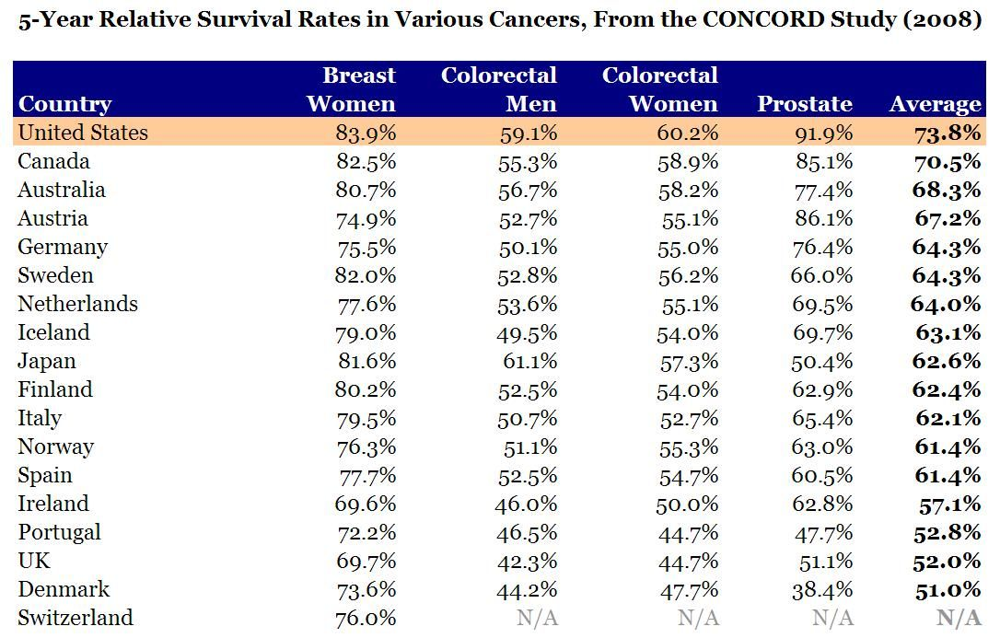 5-Year Relative Survival Rates in Various Cancers, From the CONCORD Study (2008)
Breast Colorectal Colorectal
Country Women Men Women Prostate Average
United States 83.9% 59.1% 60.2% 91.9% 73.8%
Canada 82.5% 55.3% 58.9% 85.1% 70.5%
Australia 80.7% 56.7% 58.2% 77.4% 68.3%
Austria 74.9% 52.7% 55.1% 86.1% 67.2%
Germany 75.5% 50.1% 55.0% 76.4% 64.3%
Sweden 82.0% 52.8% 56.2% 66.0% 64.3%
Netherlands 77.6% 53.6% 55.1% 69.5% 64.0%
Iceland 79.0% 49.5% 54.0% 69.7% 63.1%
Japan 81.6% 61.1% 57.3% 50.4% 62.6%
Finland 80.2% 52.5% 54.0% 62.9% 62.4%
Italy 79.5% 50.7% 52.7% 65.4% 62.1%
Norway 76.3% 51.1% 55.3% 63.0% 61.4%
Spain 77.7% 52.5% 54.7% 60.5% 61.4%
Ireland 69.6% 46.0% 50.0% 62.8% 57.1%
Portugal 72.2% 46.5% 44.7% 47.7% 52.8%
UK 69.7% 42.3% 44.7% 51.1% 52.0%
Denmark 73.6% 44.2% 47.7% 38.4% 51.0%
Switzerland 76.0% N/A N/A N/A N/A